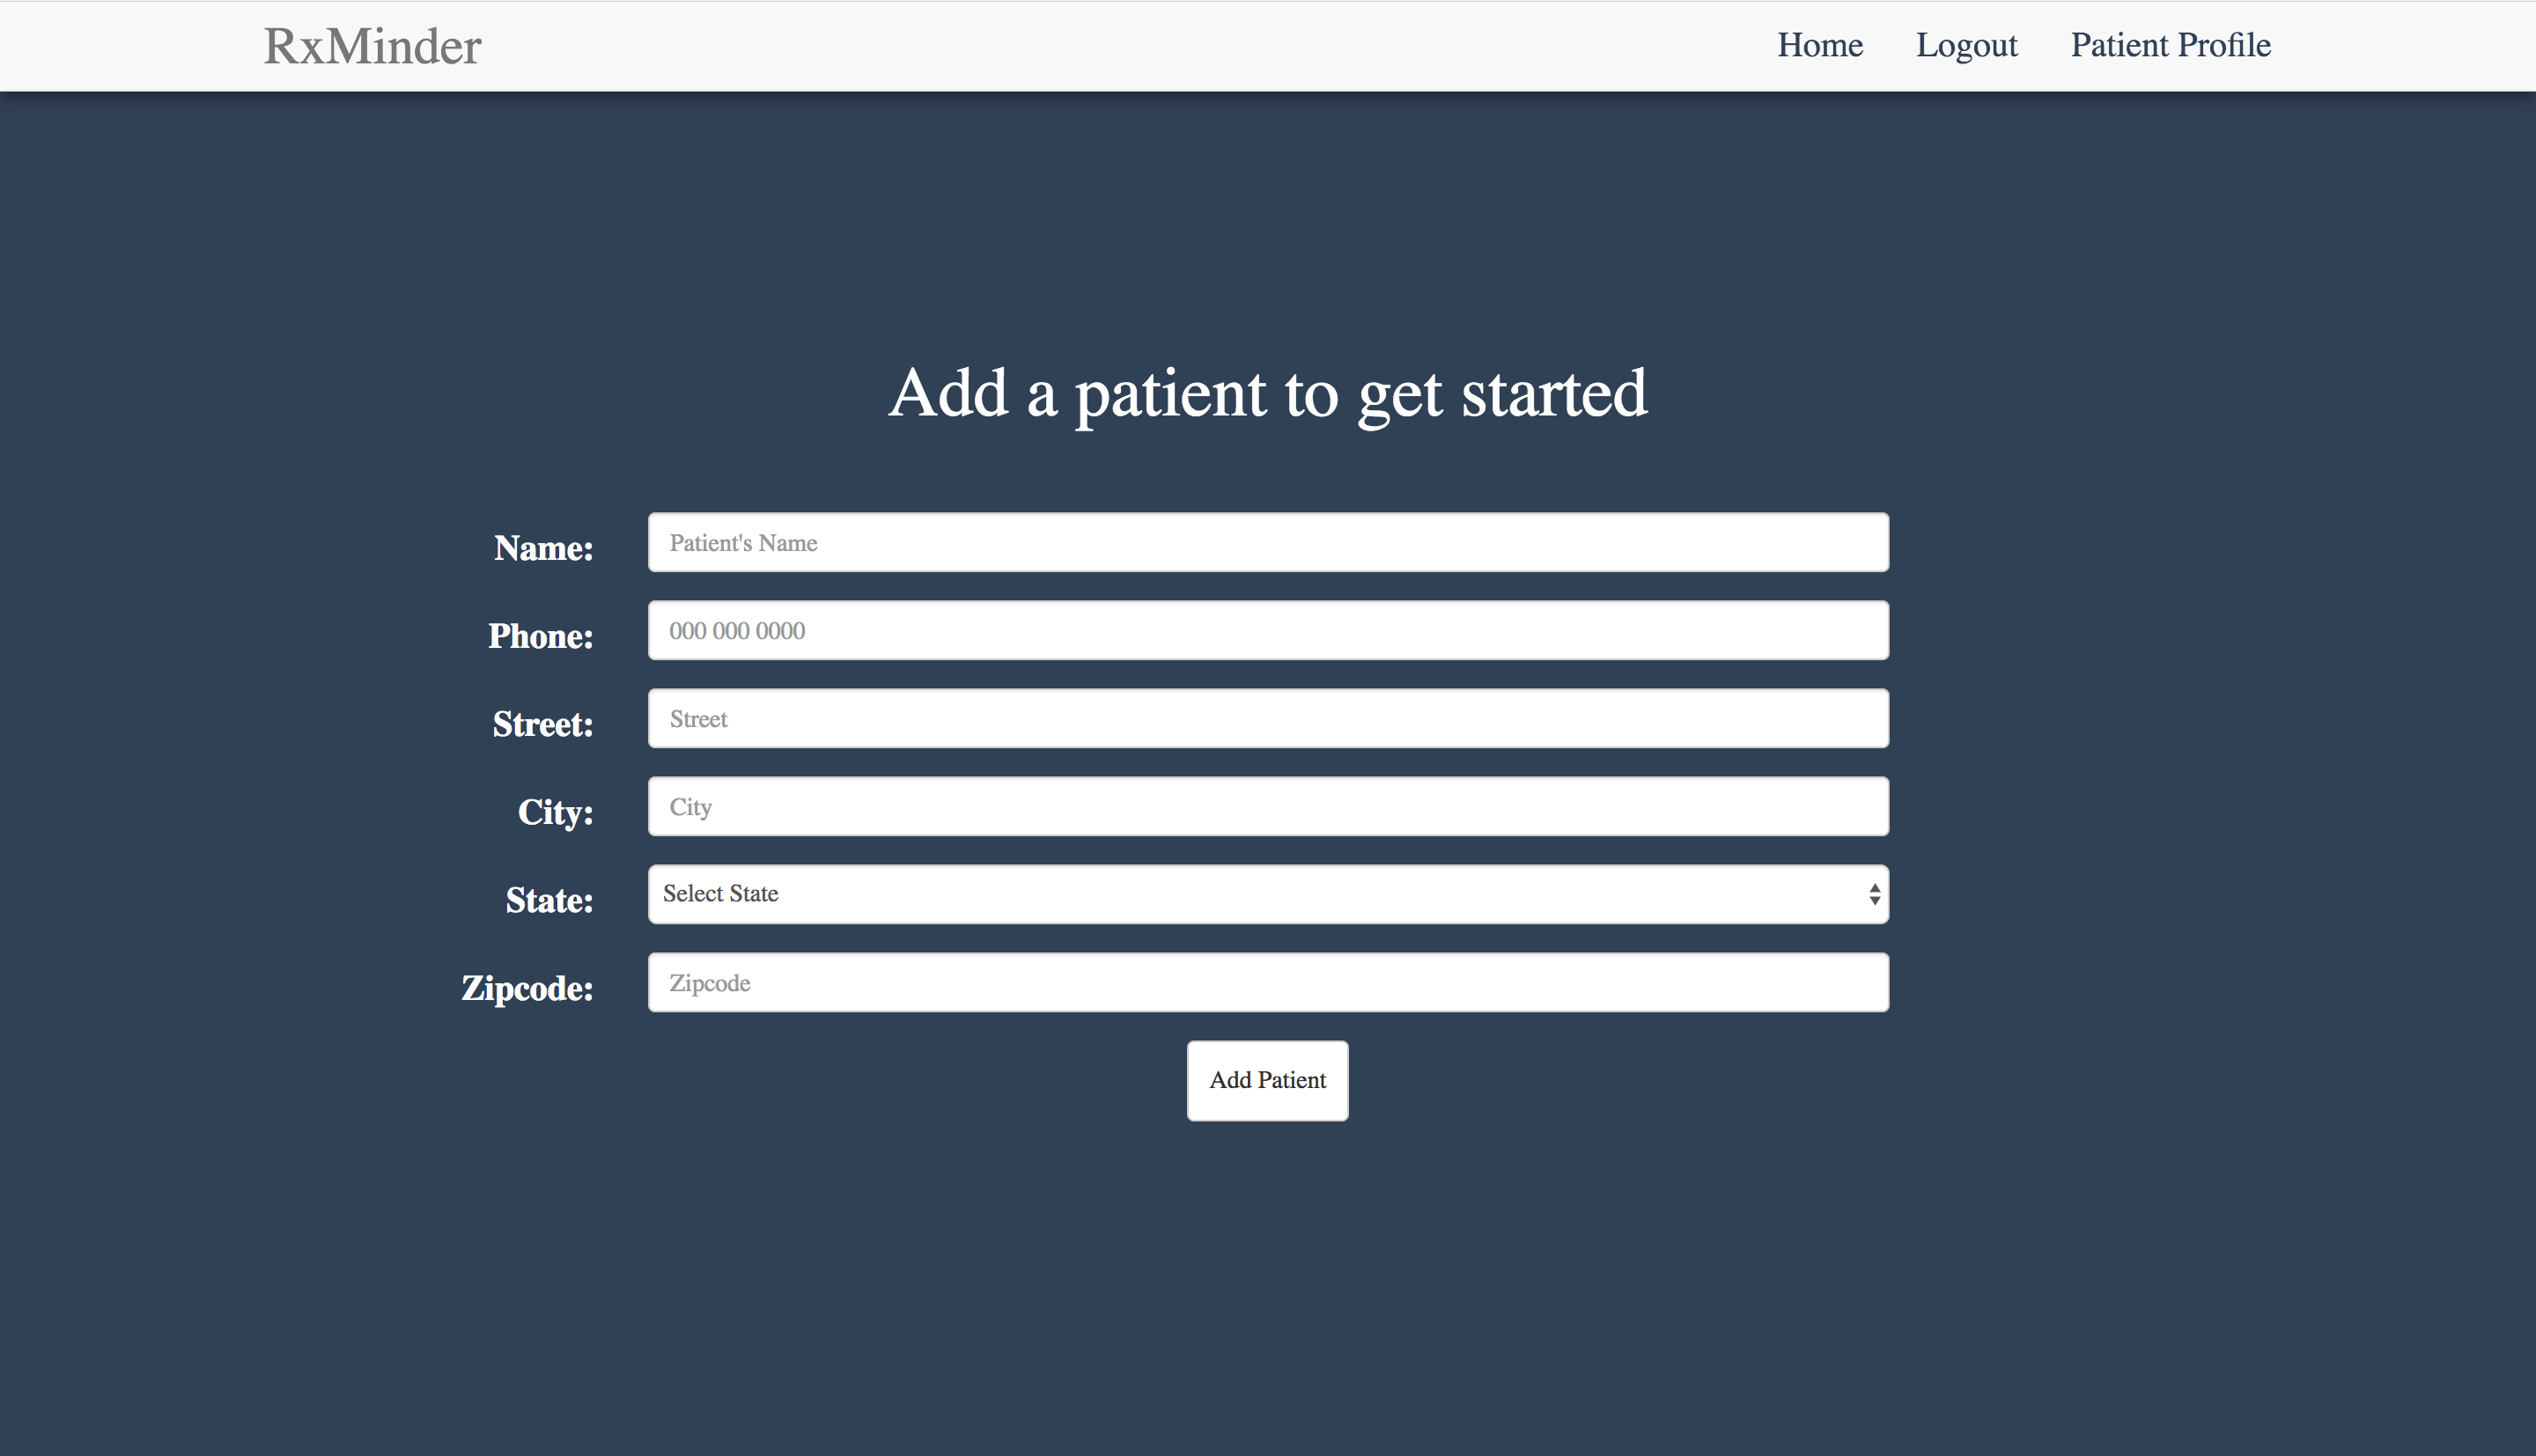 RxMinder Home Logout Patient Profile
Add a patient to get started
Name: Patient's Name
Phone: 000 000 0000
Street: Street
City: City
State: Select State
Zipcode: Zipcode
Add Patient